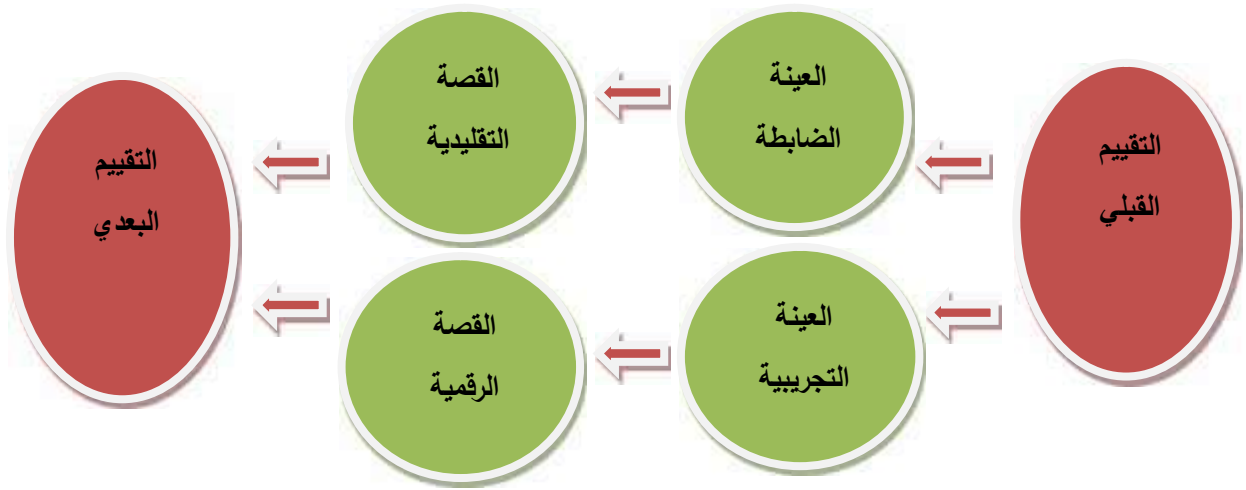 التقييم
القبلي
العينة
الضابطة
القصة
التقليدية
العينة
التجريبية
القصة
الرقمية
التقييم
البعدي